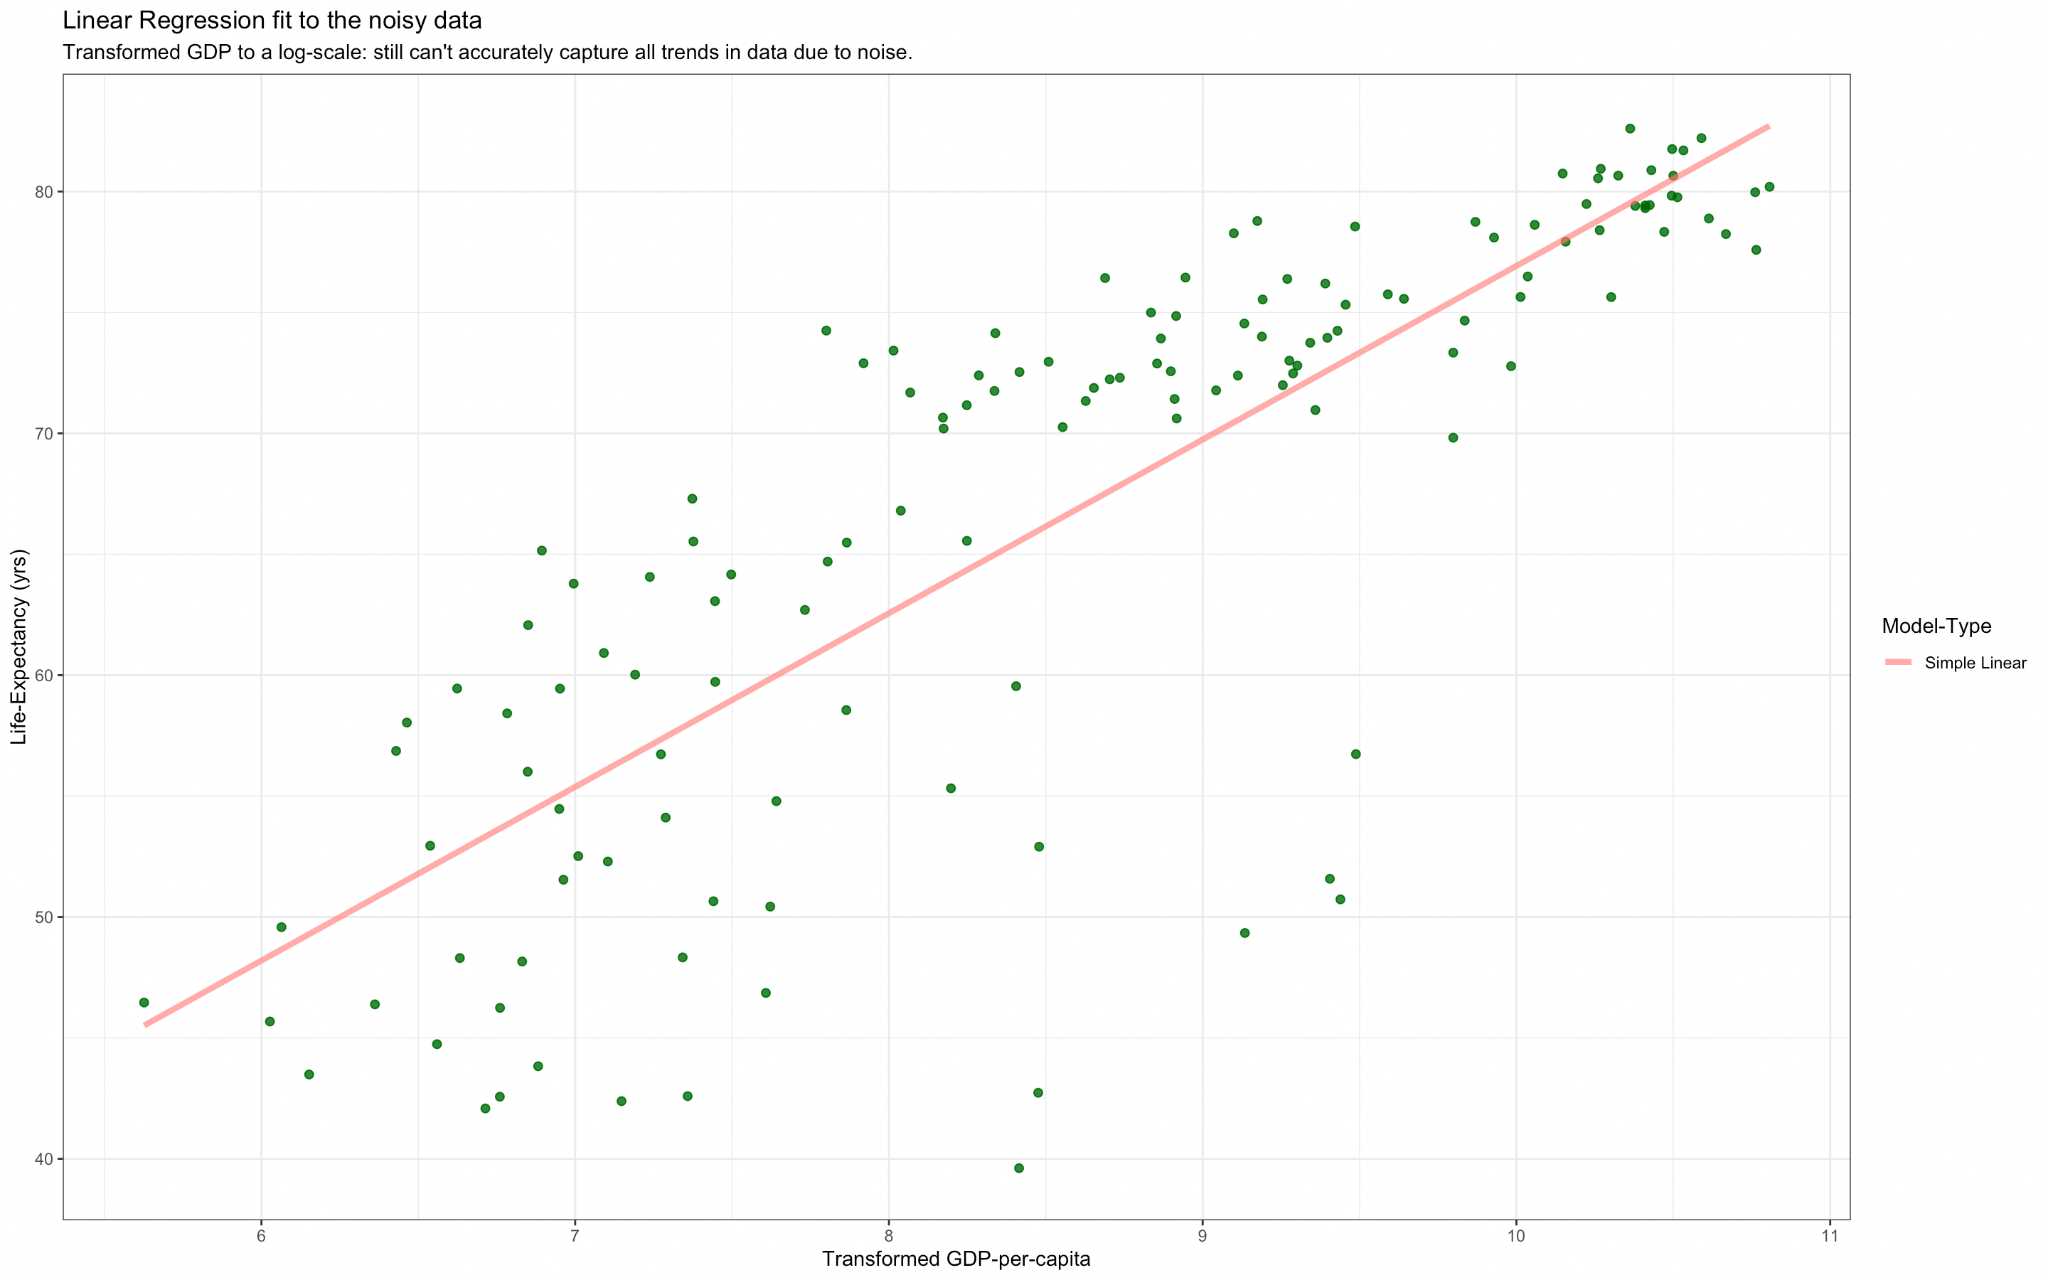 Linear Regression fit to the noisy data
Transformed GDP to a log-scale: still can't accurately capture all trends in data due to noise.
80
70
60
50
40
Life-Expectancy (yrs)
6 7 8 9 10 11
Transformed GDP-per-capita
Model-Type
Simple Linear